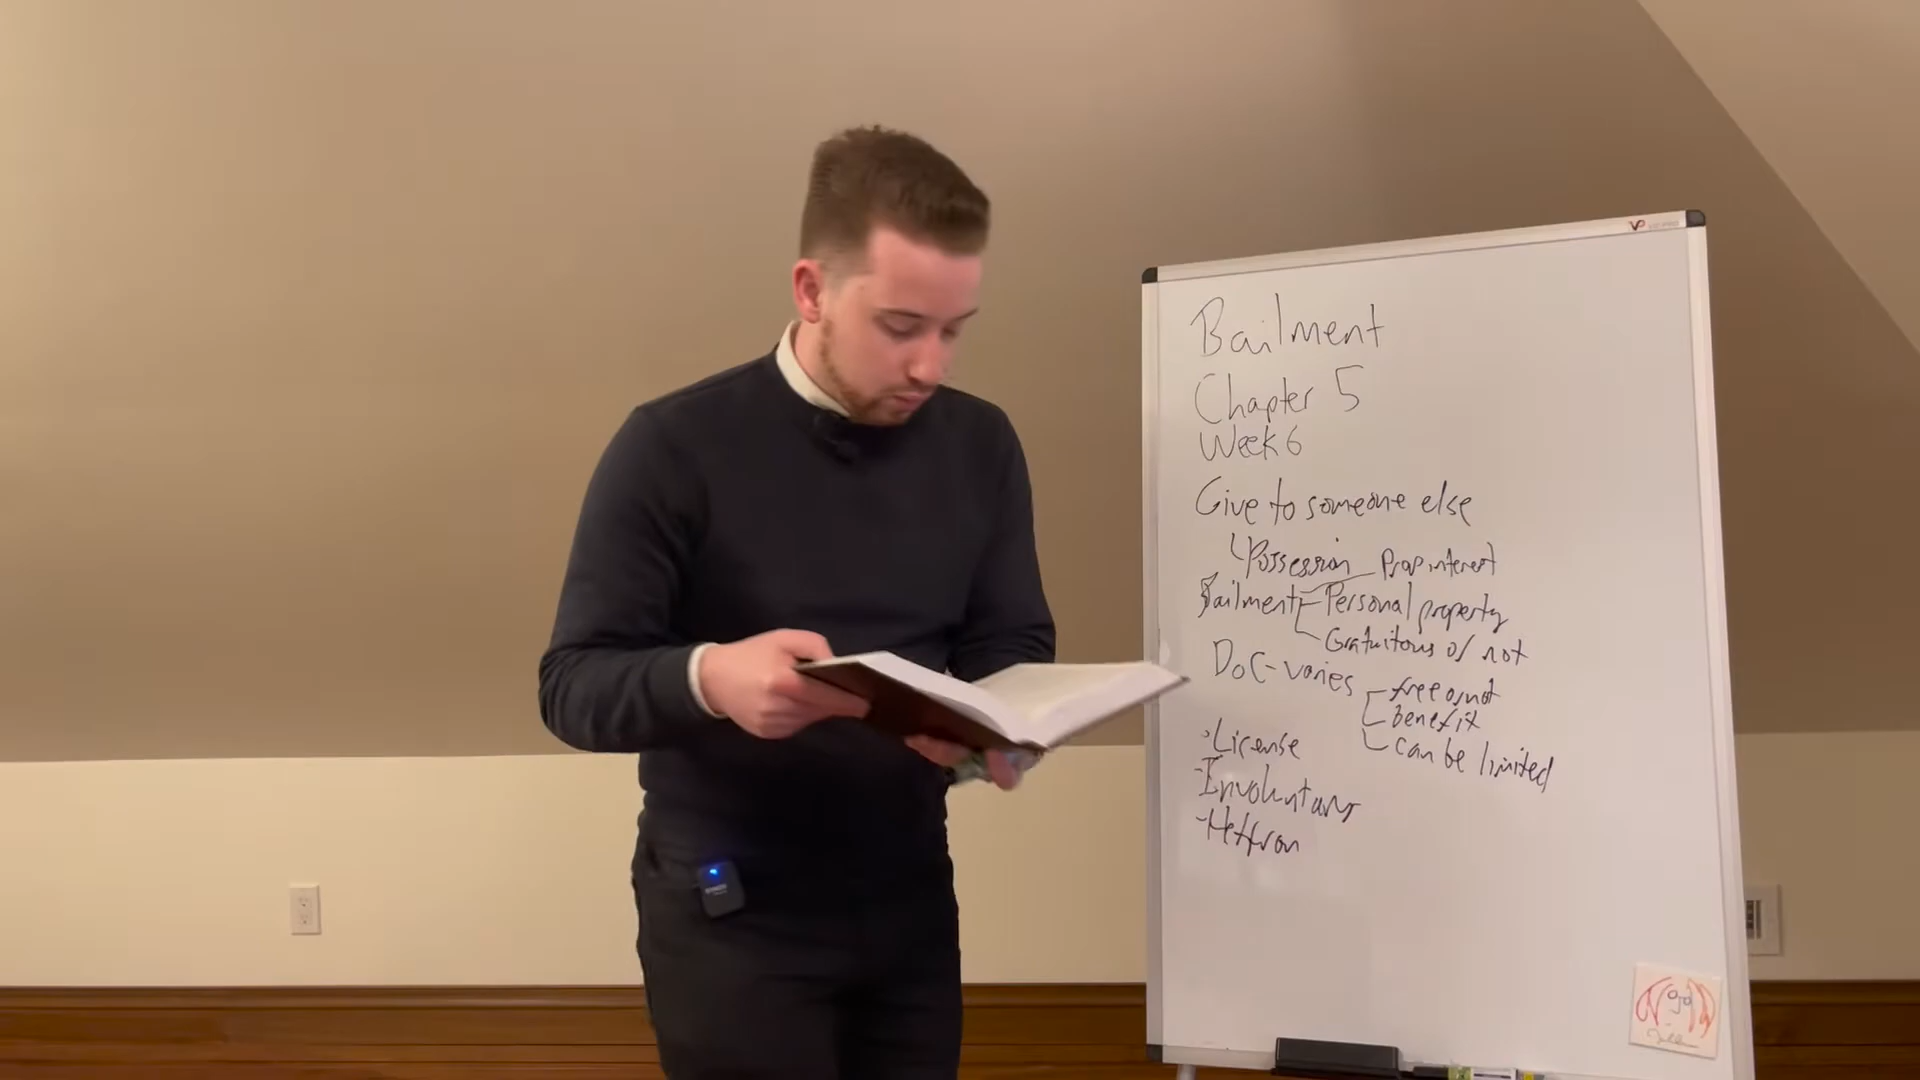 Bailment
Chapter 5
Week 6
Give to someone else
Possession Prop interest
Bailment Personal property
Gratuitous or not
DoC-varies
free or not
benefit
can be limited
-License
-Involuntary
-Heffron
VP